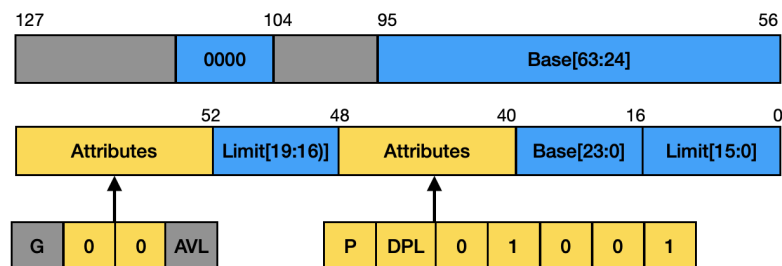 127 104 95 56
0000 Base[63:24]
52 48 40 16 0
Attributes Limit[19:16)] Attributes Base[23:0] Limit[15:0]
G 0 0 AVL P DPL 0 1 0 0 1